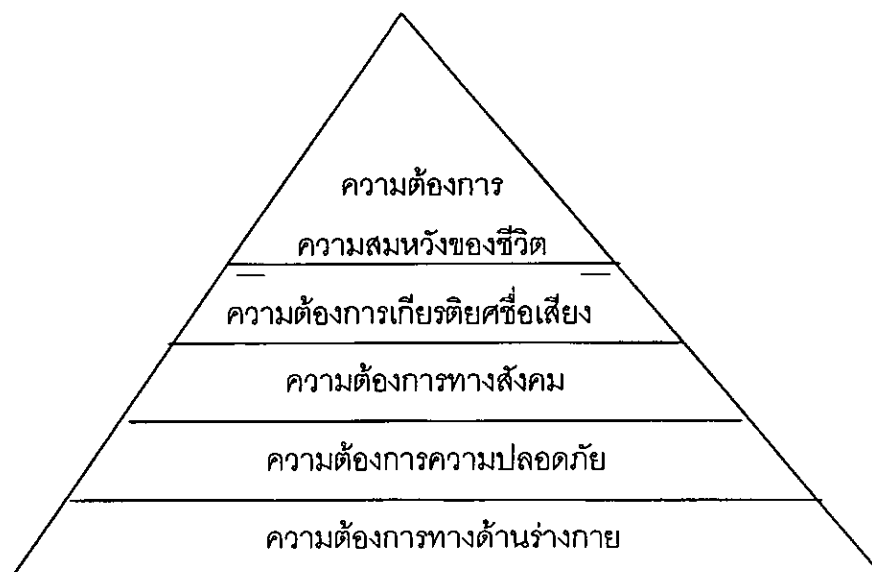 ความต้องการ
ความสมหวังของชีวิต
ความต้องการเกียรติยศชื่อเสียง
ความต้องการทางสังคม
ความต้องการความปลอดภัย
ความต้องการทางด้านร่างกาย